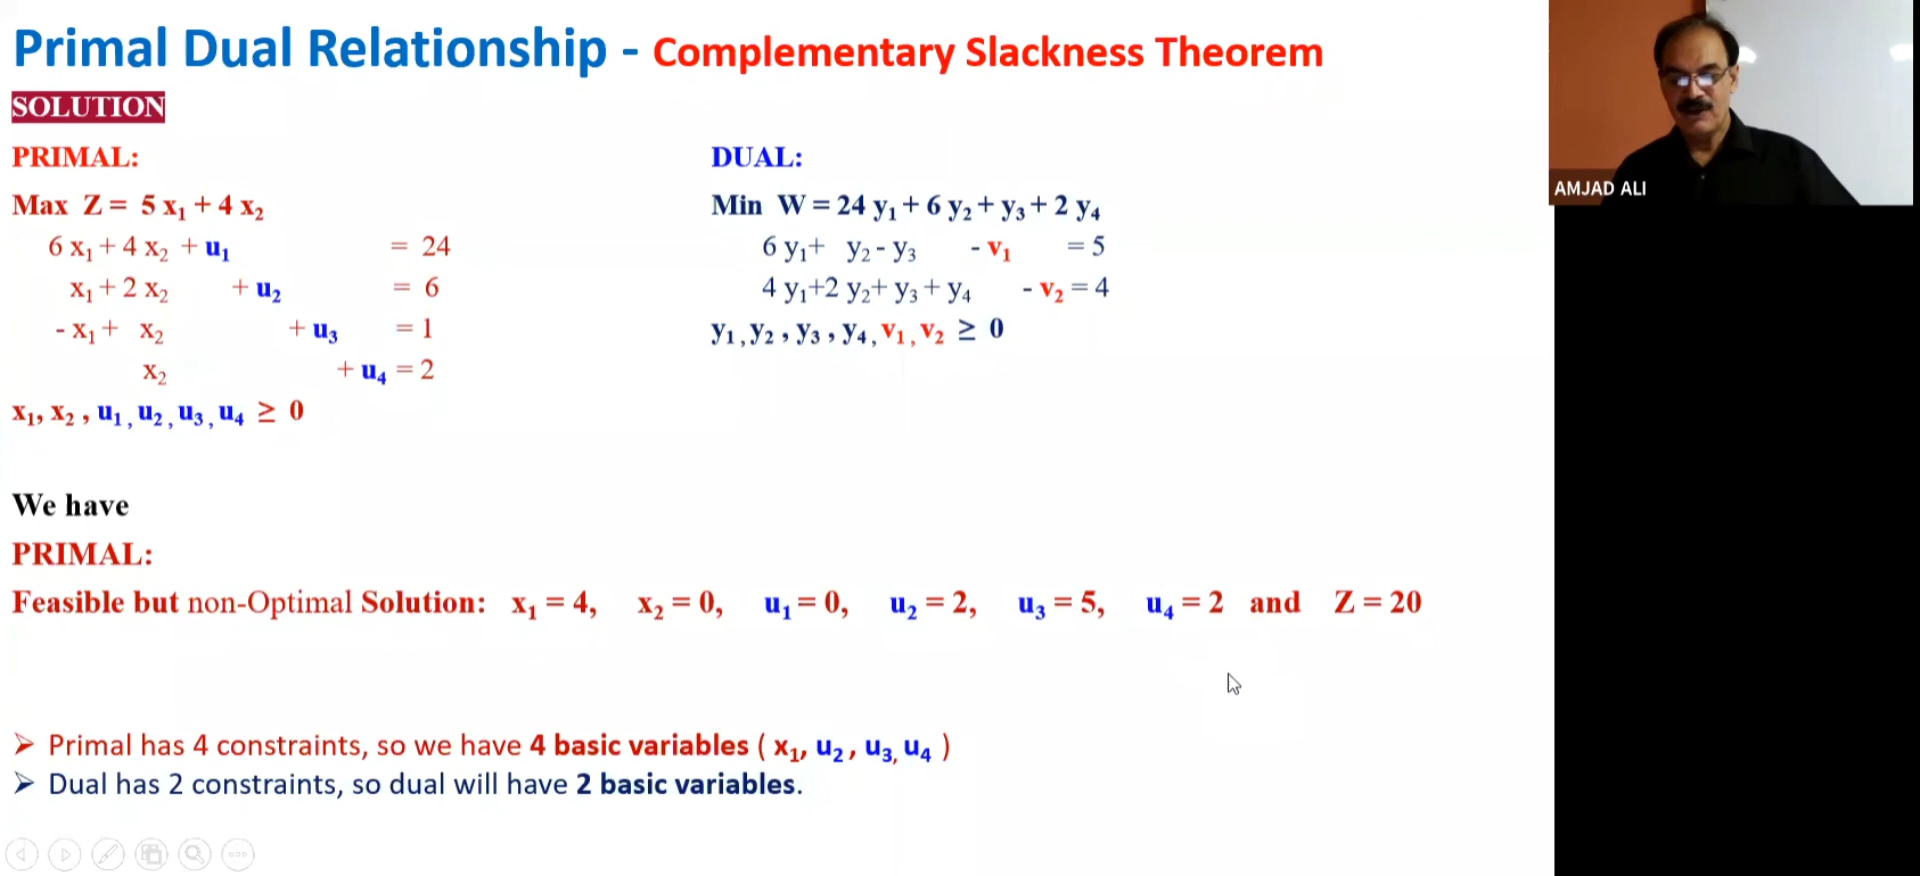 Primal Dual Relationship - Complementary Slackness Theorem
SOLUTION
PRIMAL:
Max Z = 5 x₁ + 4 x₂
6 x₁ + 4 x₂ + u₁ = 24
x₁ + 2 x₂ + u₂ = 6
- x₁ + x₂ + u₃ = 1
x₂ + u₄ = 2
x₁, x₂ , u₁ , u₂ , u₃ , u₄ ≥ 0
DUAL:
Min W = 24 y₁ + 6 y₂ + y₃ + 2 y₄
6 y₁+ y₂ - y₃ - v₁ = 5
4 y₁+2 y₂+ y₃ + y₄ - v₂ = 4
y₁ , y₂ , y₃ , y₄ , v₁ , v₂ ≥ 0
We have
PRIMAL:
Feasible but non-Optimal Solution: x₁ = 4, x₂ = 0, u₁ = 0, u₂ = 2, u₃ = 5, u₄ = 2 and Z = 20
➢ Primal has 4 constraints, so we have 4 basic variables ( x₁, u₂ , u₃, u₄ )
➢ Dual has 2 constraints, so dual will have 2 basic variables.
AMJAD ALI